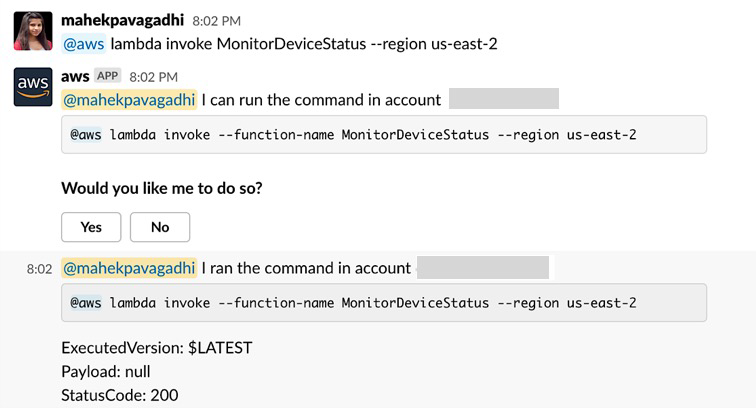 mahekpavagadhi 8:02 PM
@aws lambda invoke MonitorDeviceStatus --region us-east-2
aws
aws APP 8:02 PM
@mahekpavagadhi I can run the command in account
@aws lambda invoke --function-name MonitorDeviceStatus --region us-east-2
Would you like me to do so?
Yes No
8:02 @mahekpavagadhi I ran the command in account
@aws lambda invoke --function-name MonitorDeviceStatus --region us-east-2
ExecutedVersion: $LATEST
Payload: null
StatusCode: 200